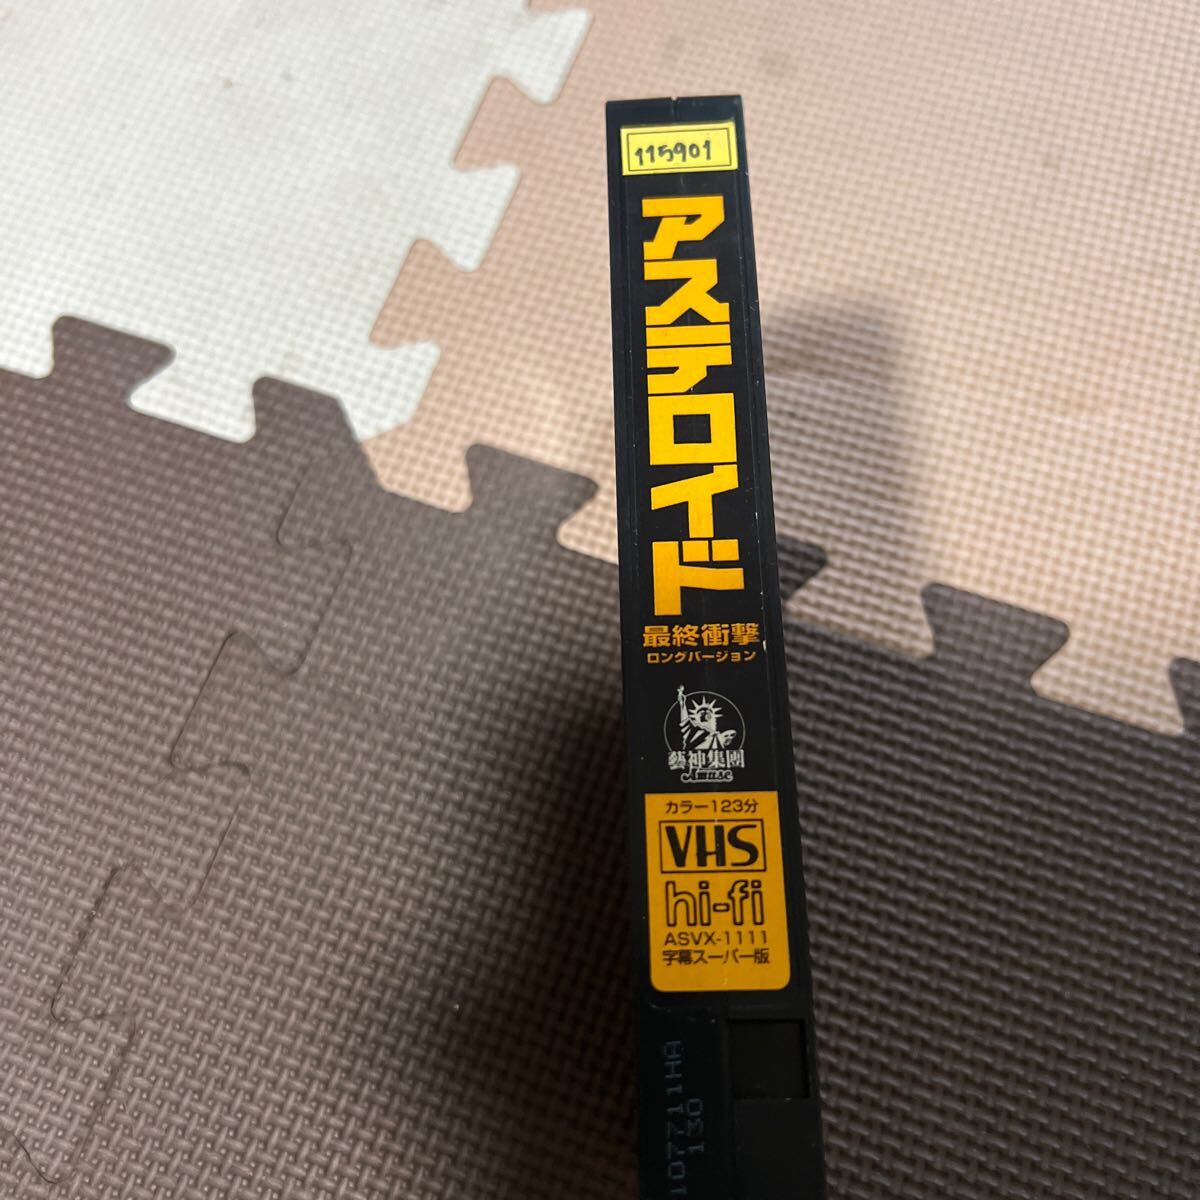 115901
アステロイド
最終衝撃
ロングバージョン
藝神集團
Amuse
カラー123分
VHS
hi-fi
ASVX-1111
字幕スーパー版
107711HA
130